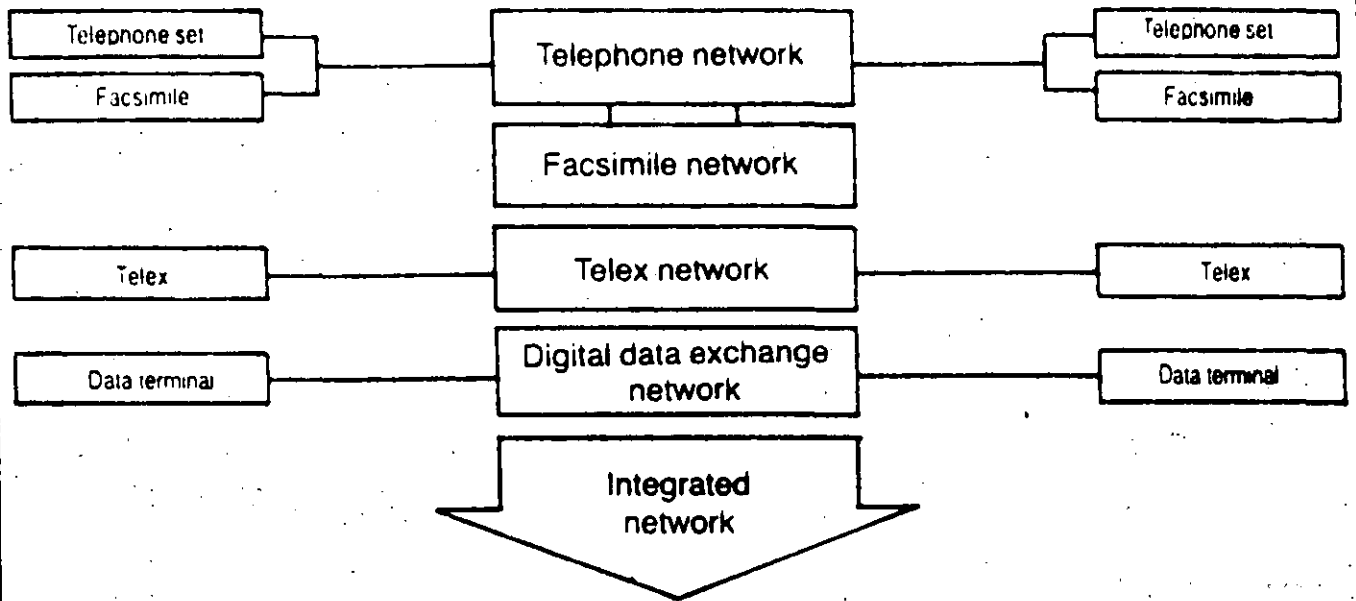 Telephone set
Telephone network
Telephone set
Facsimile
Facsimile
Facsimile network
Telex
Telex network
Telex
Data terminal
Digital data exchange
network
Data terminal
Integrated
network